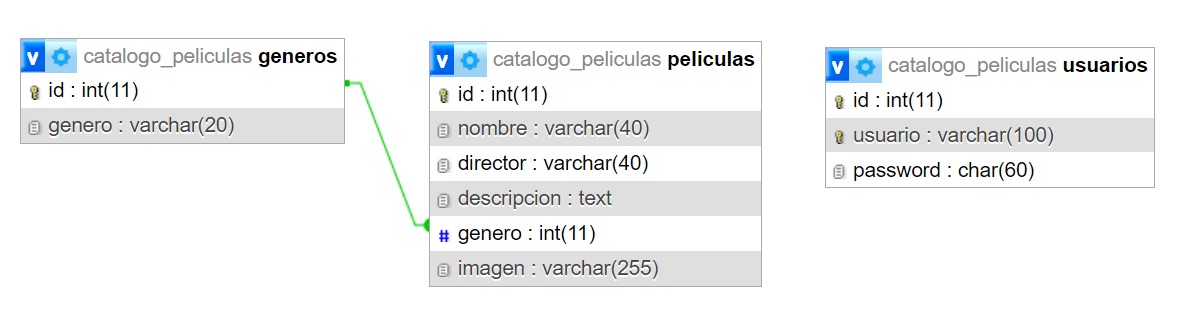 v catalogo_peliculas generos
id : int(11)
genero : varchar(20)
v catalogo_peliculas peliculas
id : int(11)
nombre : varchar(40)
director : varchar(40)
descripcion : text
# genero : int(11)
imagen : varchar(255)
v catalogo_peliculas usuarios
id : int(11)
usuario : varchar(100)
password : char(60)